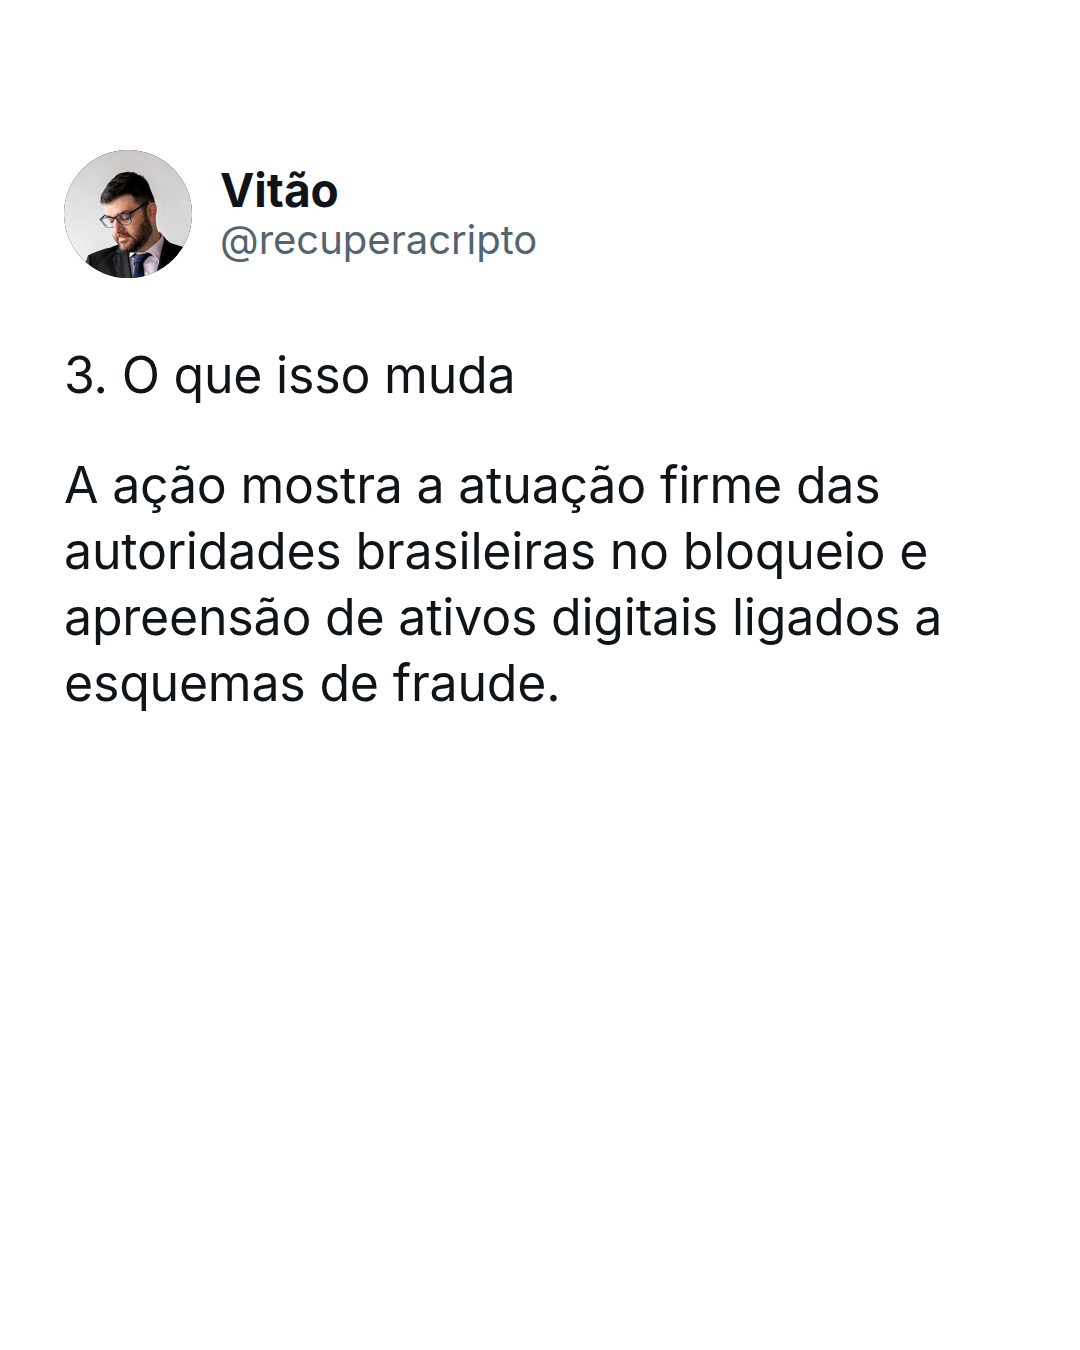 Vitão
@recuperacripto
3. O que isso muda
A ação mostra a atuação firme das
autoridades brasileiras no bloqueio e
apreensão de ativos digitais ligados a
esquemas de fraude.